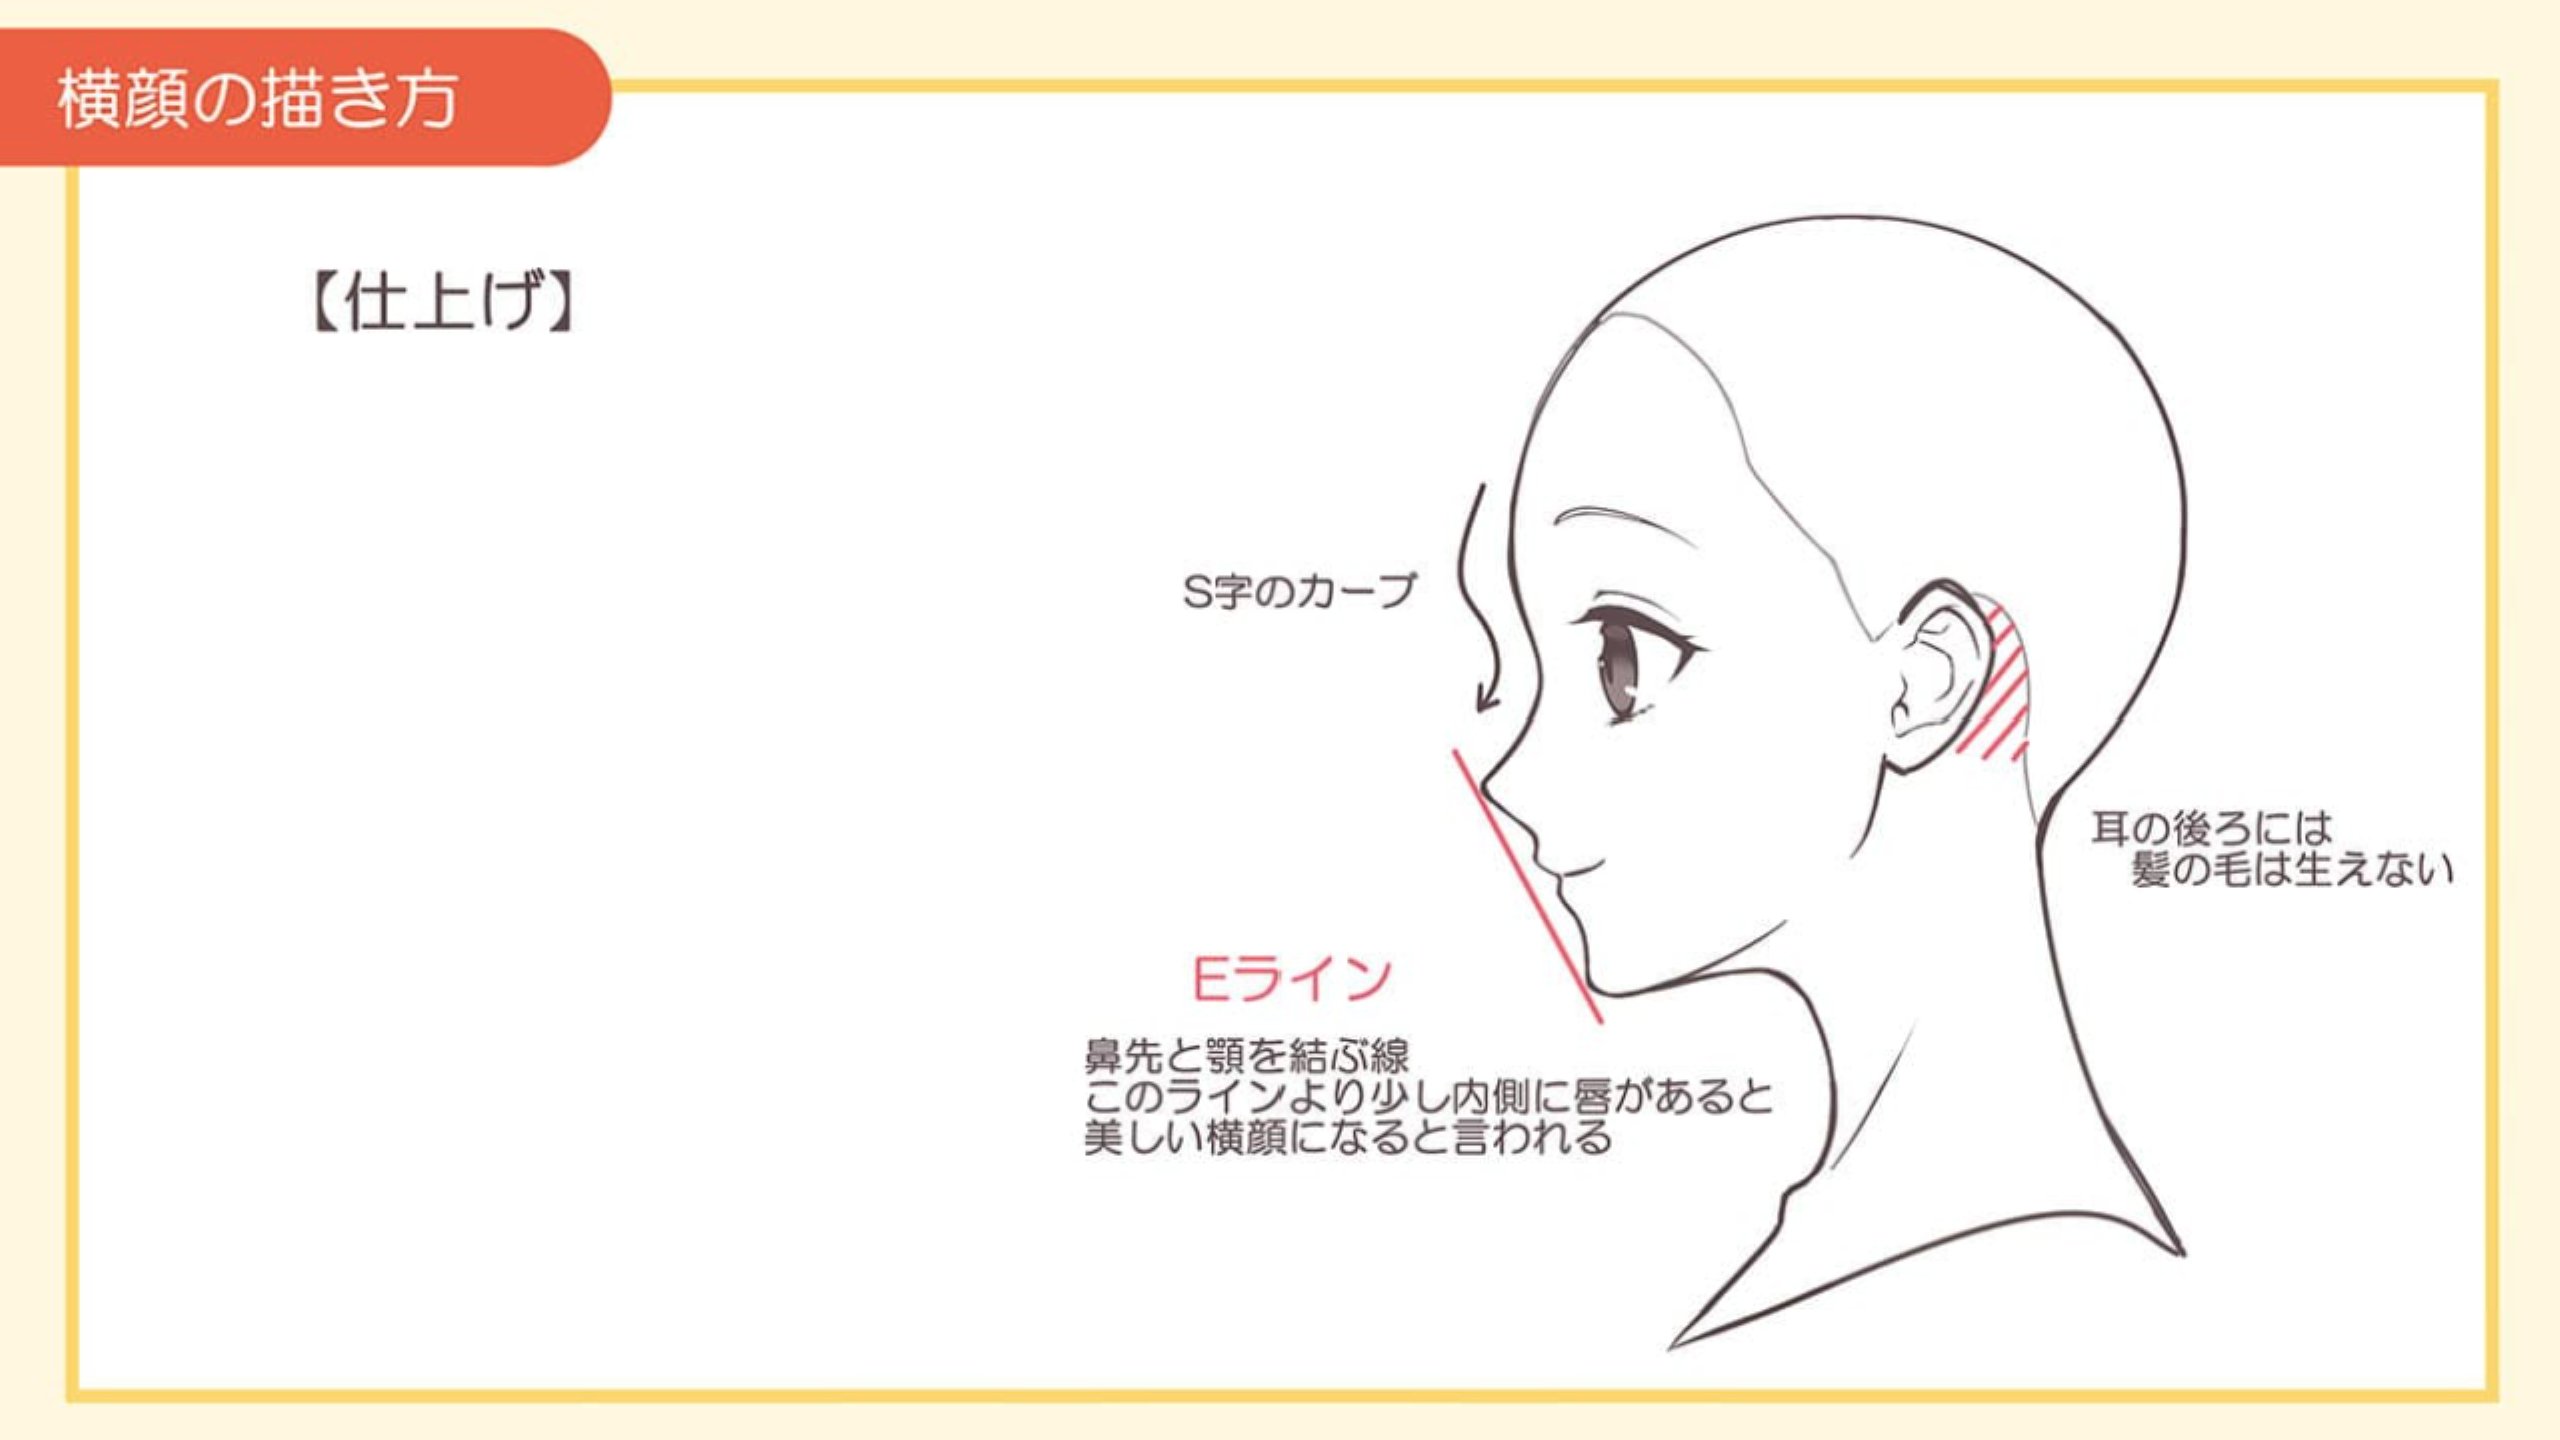 横顔の描き方
【仕上げ】
S字のカーブ
耳の後ろには
髪の毛は生えない
Eライン
鼻先と顎を結ぶ線
このラインより少し内側に唇があると
美しい横顔になると言われる